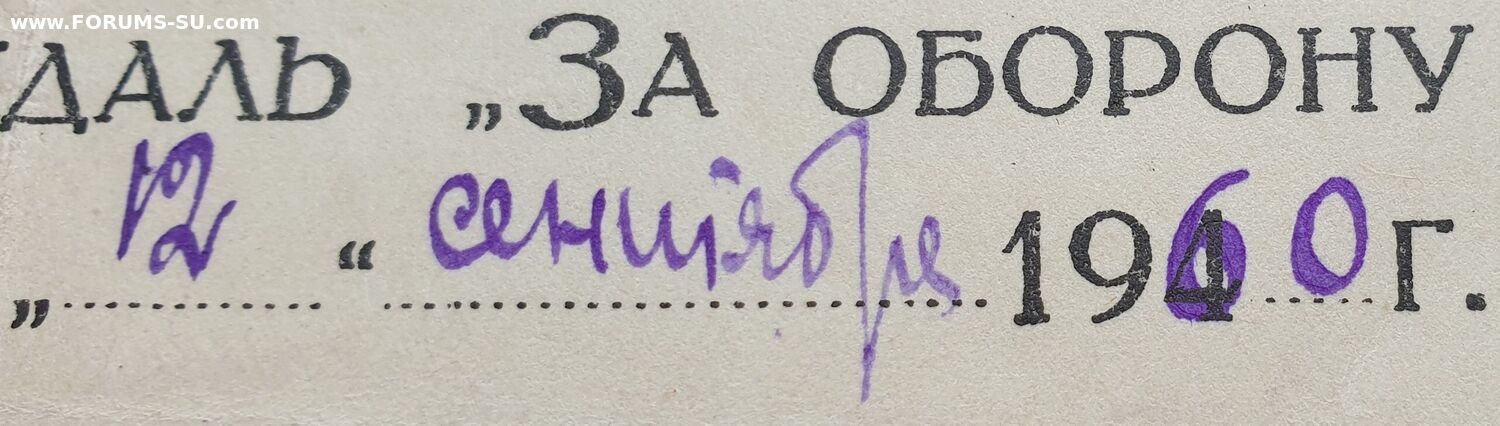 www.FORUMS-SU.com
ДАЛЬ „ЗА ОБОРОНУ
„12“ сентября 1960 г.